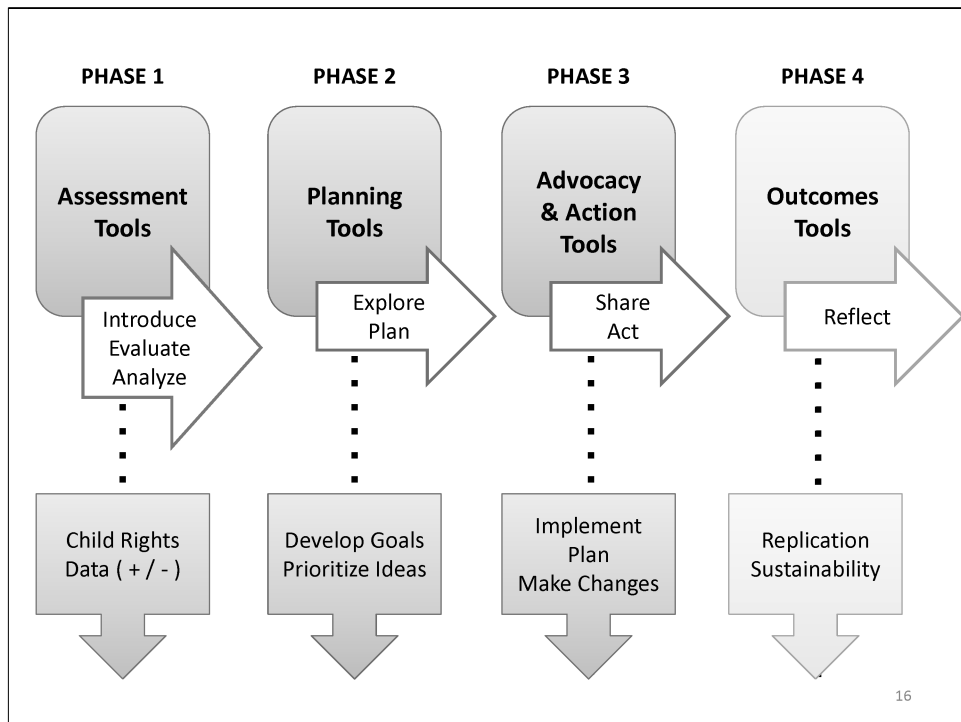 PHASE 1
PHASE 2
PHASE 3
PHASE 4
Assessment
Tools
Planning
Tools
Advocacy
& Action
Tools
Outcomes
Tools
Introduce
Evaluate
Analyze
Explore
Plan
Share
Act
Reflect
Child Rights
Data ( + / - )
Develop Goals
Prioritize Ideas
Implement
Plan
Make Changes
Replication
Sustainability
16